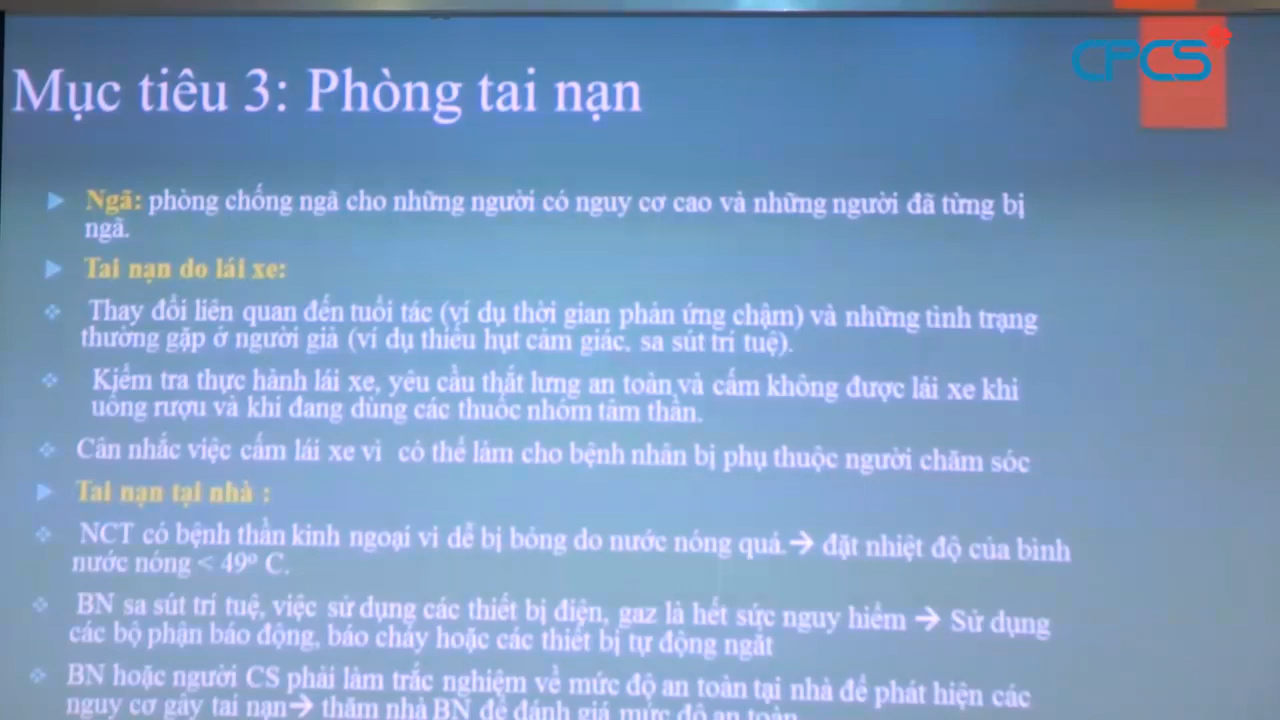 CPCS
Mục tiêu 3: Phòng tai nạn
Ngã: phòng chống ngã cho những người có nguy cơ cao và những người đã từng bị
ngã.
Tai nạn do lái xe:
Thay đổi liên quan đến tuổi tác (ví dụ thời gian phản ứng chậm) và những tình trạng
thường gặp ở người già (ví dụ thiếu hụt cảm giác, sa sút trí tuệ).
Kiểm tra thực hành lái xe, yêu cầu thắt lưng an toàn và cấm không được lái xe khi
uống rượu và khi đang dùng các thuốc nhóm tâm thần.
Cân nhắc việc cấm lái xe vì có thể làm cho bệnh nhân bị phụ thuộc người chăm sóc
Tai nạn tại nhà :
NCT có bệnh thần kinh ngoại vi dễ bị bỏng do nước nóng quá.→ đặt nhiệt độ của bình
nước nóng < 49° C.
BN sa sút trí tuệ, việc sử dụng các thiết bị điện, gaz là hết sức nguy hiểm → Sử dụng
các bộ phận báo động, báo cháy hoặc các thiết bị tự động ngắt
BN hoặc người CS phải làm trắc nghiệm về mức độ an toàn tại nhà để phát hiện các
nguy cơ gây tai nạn→ thăm nhà BN để đánh giá mức độ an toàn